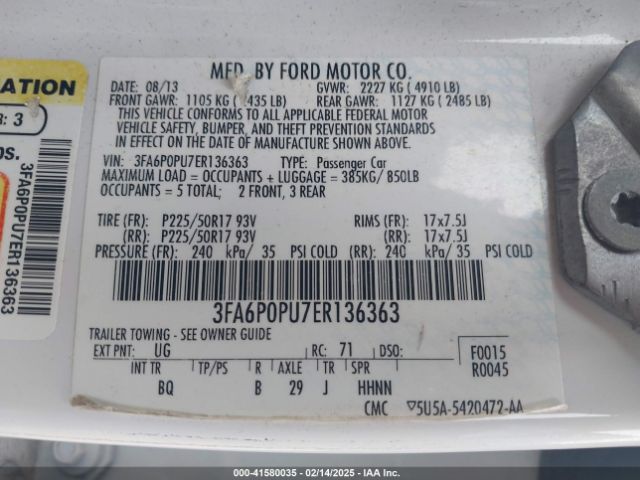 ATION
: 3
os.
3FA6P0PU7ER136363
MFD. BY FORD MOTOR CO.
DATE: 08/13 GVWR: 2227 KG ( 4910 LB)
FRONT GAWR: 1105 KG ( 2435 LB) REAR GAWR: 1127 KG ( 2485 LB)
THIS VEHICLE CONFORMS TO ALL APPLICABLE FEDERAL MOTOR
VEHICLE SAFETY, BUMPER, AND THEFT PREVENTION STANDARDS
IN EFFECT ON THE DATE OF MANUFACTURE SHOWN ABOVE.
VIN: 3FA6P0PU7ER136363 TYPE: Passenger Car
MAXIMUM LOAD = OCCUPANTS + LUGGAGE = 385KG/ 850LB
OCCUPANTS = 5 TOTAL; 2 FRONT, 3 REAR
TIRE (FR): P225/50R17 93V RIMS (FR): 17x7.5J
(RR): P225/50R17 93V (RR): 17x7.5J
PRESSURE (FR): 240 kPa/ 35 PSI COLD (RR): 240 kPa/ 35 PSI COLD
3FA6P0PU7ER136363
TRAILER TOWING - SEE OWNER GUIDE
EXT PNT: UG RC: 71 DSO: F0015
INT TR TP/PS R AXLE TR SPR R0045
BQ B 29 J HHNN
CMC ▽5U5A-5420472-AA
000-41580035 - 02/14/2025 - IAA Inc.